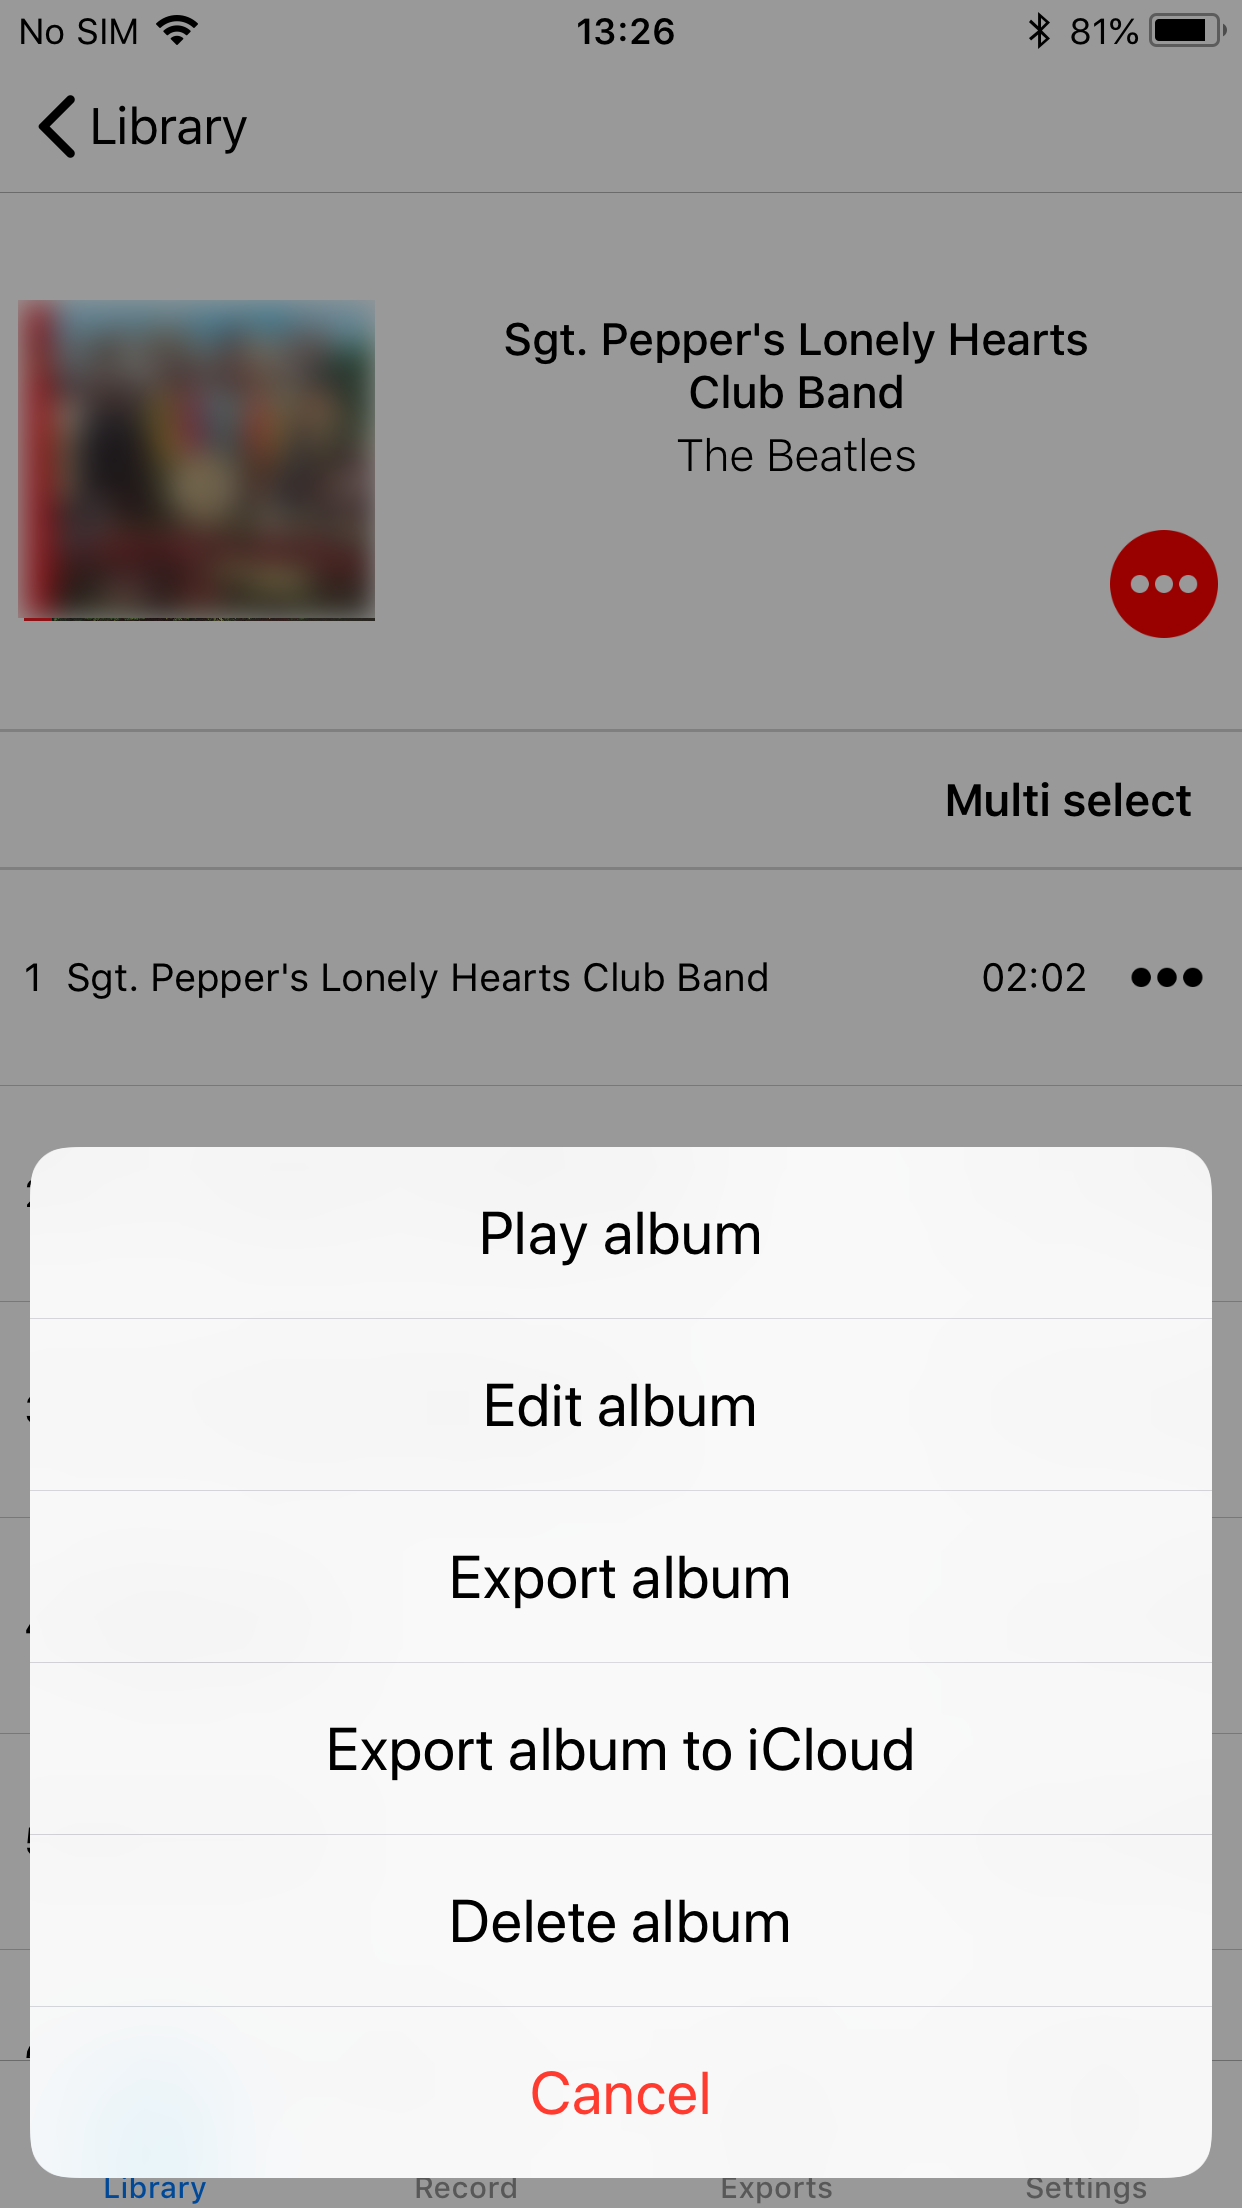 No SIM 13:26 81%
Library
Sgt. Pepper's Lonely Hearts
Club Band
The Beatles
Multi select
1 Sgt. Pepper's Lonely Hearts Club Band 02:02
Play album
Edit album
Export album
Export album to iCloud
Delete album
Cancel
Library Record Exports Settings